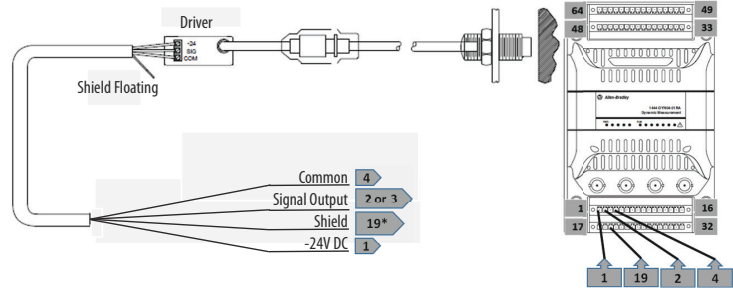 Driver
-24
SIG
COM
Shield Floating
Common 4
Signal Output 2 or 3
Shield 19*
-24V DC 1
64 49
48 33
Allen-Bradley
1444-DYN04-01RA
Dynamic Measurement
1 16
17 32
1 19 2 4